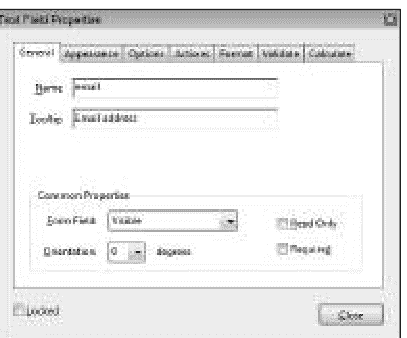 Text Field Properties
General Appearance Options Actions Format Validate Calculate
Name: email
Tooltip: Email address
Common Properties
Form Field: Visible Read Only
Orientation: 0 degrees Required
Locked Close